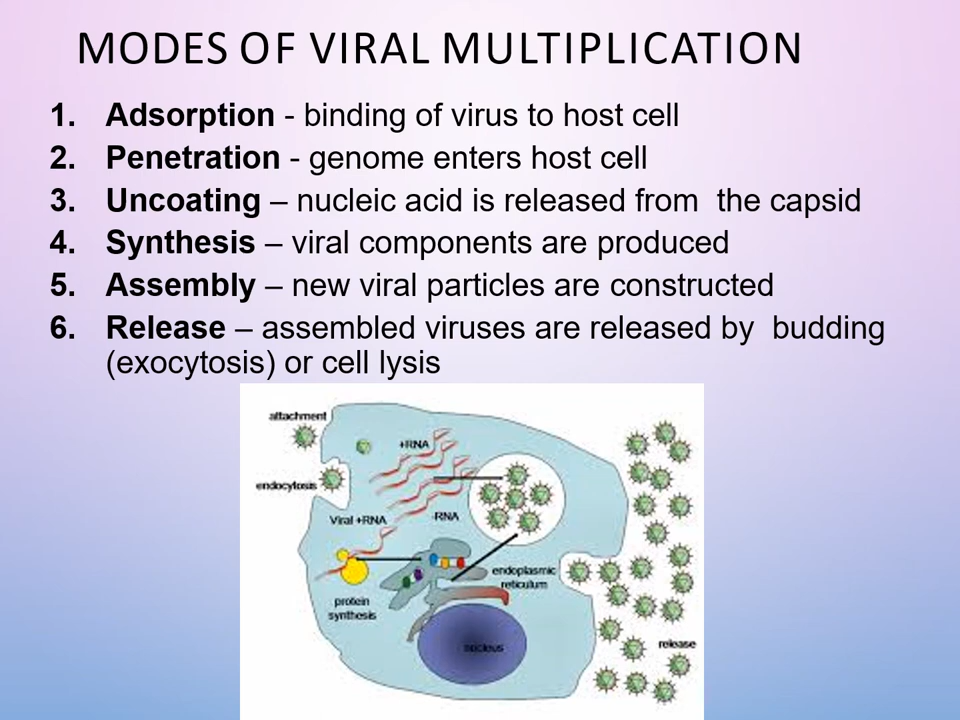 MODES OF VIRAL MULTIPLICATION
1. Adsorption - binding of virus to host cell
2. Penetration - genome enters host cell
3. Uncoating – nucleic acid is released from the capsid
4. Synthesis – viral components are produced
5. Assembly – new viral particles are constructed
6. Release – assembled viruses are released by budding
(exocytosis) or cell lysis
attachment
+RNA
endocytosis
Viral +RNA
-RNA
endoplasmic
reticulum
protein
synthesis
nucleus
release